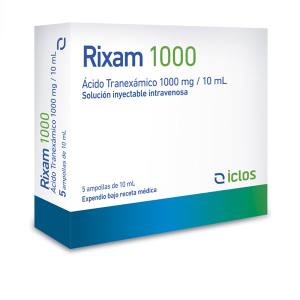 Rixam 1000
Ácido Tranexámico 1000 mg / 10 mL
Solución inyectable intravenosa
5 ampollas de 10 mL
Expendio bajo receta médica
iclos
Rixam 1000
Ácido Tranexámico 1000 mg / 10 mL
5 ampollas de 10 mL